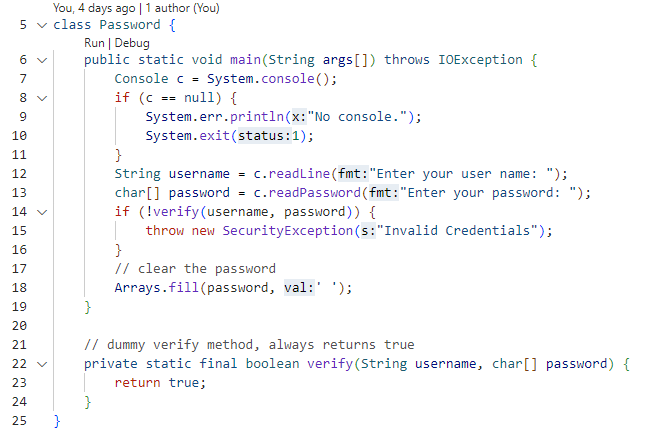 You, 4 days ago | 1 author (You)
5 class Password {
Run | Debug
6 public static void main(String args[]) throws IOException {
7 Console c = System.console();
8 if (c == null) {
9 System.err.println(x:"No console.");
10 System.exit(status:1);
11 }
12 String username = c.readLine(fmt:"Enter your user name: ");
13 char[] password = c.readPassword(fmt:"Enter your password: ");
14 if (!verify(username, password)) {
15 throw new SecurityException(s:"Invalid Credentials");
16 }
17 // clear the password
18 Arrays.fill(password, val:' ');
19 }
20
21 // dummy verify method, always returns true
22 private static final boolean verify(String username, char[] password) {
23 return true;
24 }
25 }